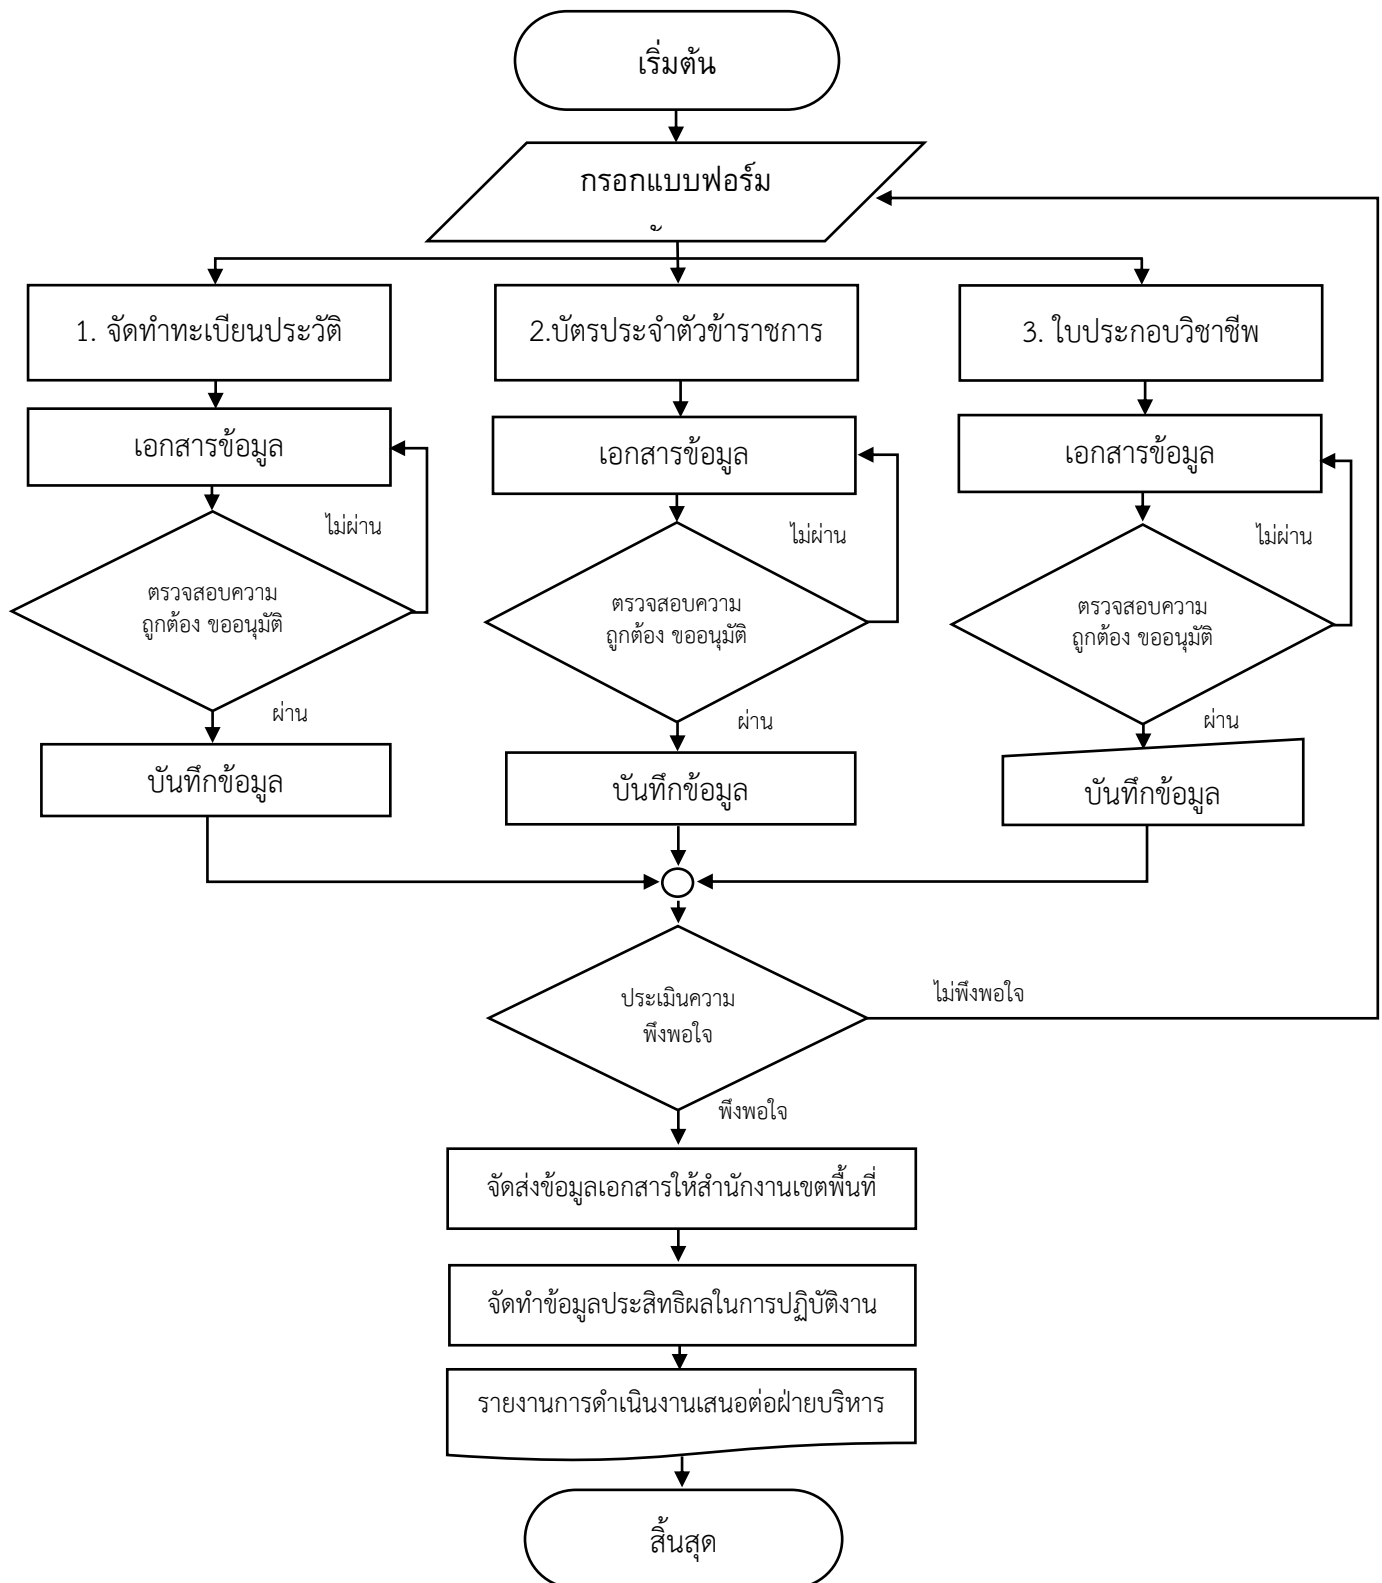 เริ่มต้น
กรอกแบบฟอร์ม
1. จัดทำทะเบียนประวัติ
2.บัตรประจำตัวข้าราชการ
3. ใบประกอบวิชาชีพ
เอกสารข้อมูล
เอกสารข้อมูล
เอกสารข้อมูล
ไม่ผ่าน
ไม่ผ่าน
ไม่ผ่าน
ตรวจสอบความ
ถูกต้อง ขออนุมัติ
ตรวจสอบความ
ถูกต้อง ขออนุมัติ
ตรวจสอบความ
ถูกต้อง ขออนุมัติ
ผ่าน
ผ่าน
ผ่าน
บันทึกข้อมูล
บันทึกข้อมูล
บันทึกข้อมูล
ประเมินความ
พึงพอใจ
ไม่พึงพอใจ
พึงพอใจ
จัดส่งข้อมูลเอกสารให้สำนักงานเขตพื้นที่
จัดทำข้อมูลประสิทธิผลในการปฏิบัติงาน
รายงานการดำเนินงานเสนอต่อฝ่ายบริหาร
สิ้นสุด